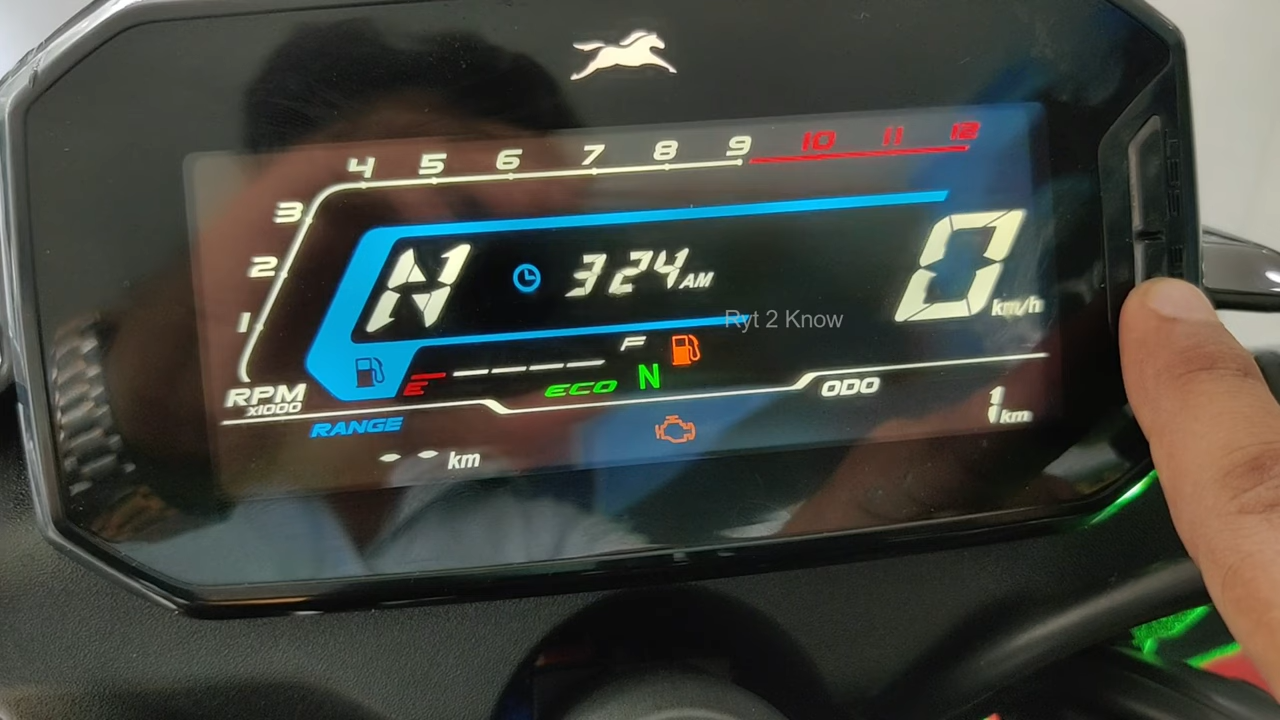 4 5 6 7 8 9 10 11 12
3
2
1
N 3 24 AM 0 km/h
Ryt 2 Know
F
E ECO N ODO
RPM
X1000
RANGE 1 km
-- km
SET